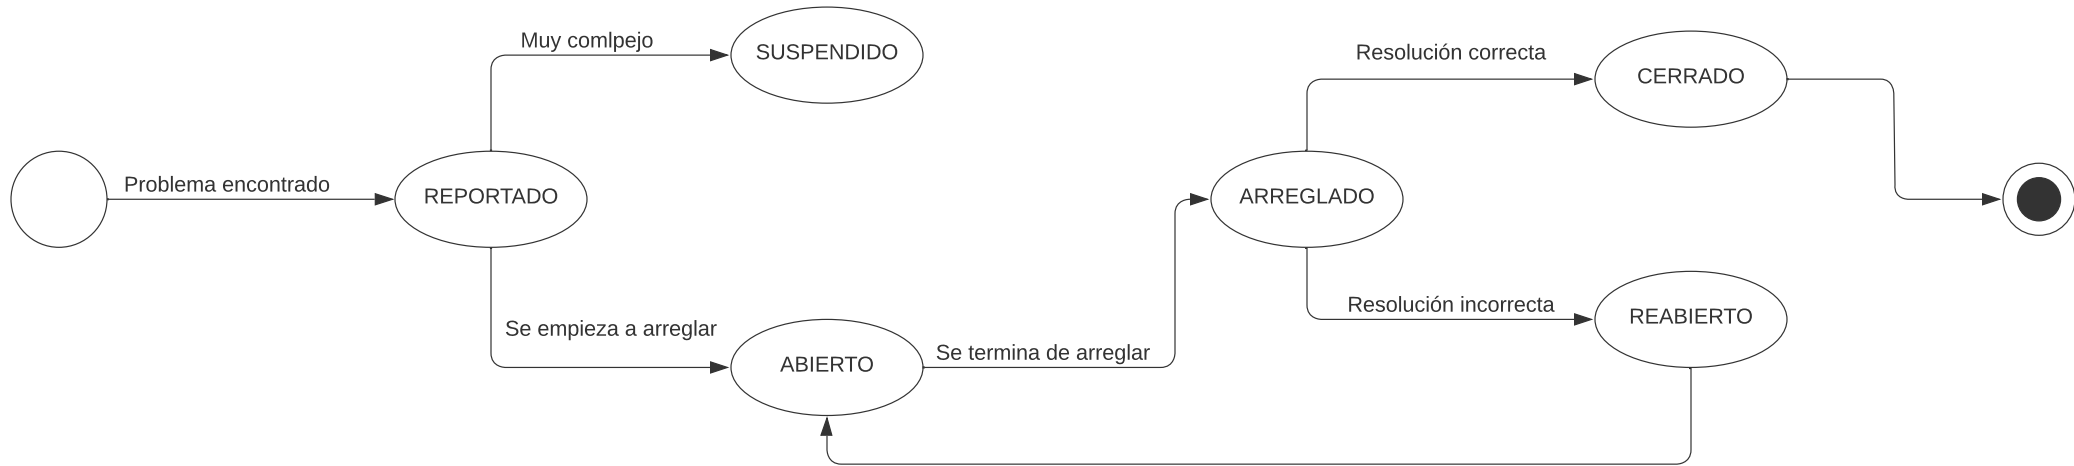 Muy comlpejo
SUSPENDIDO
Resolución correcta
CERRADO
Problema encontrado
REPORTADO
ARREGLADO
Se empieza a arreglar
ABIERTO
Se termina de arreglar
Resolución incorrecta
REABIERTO